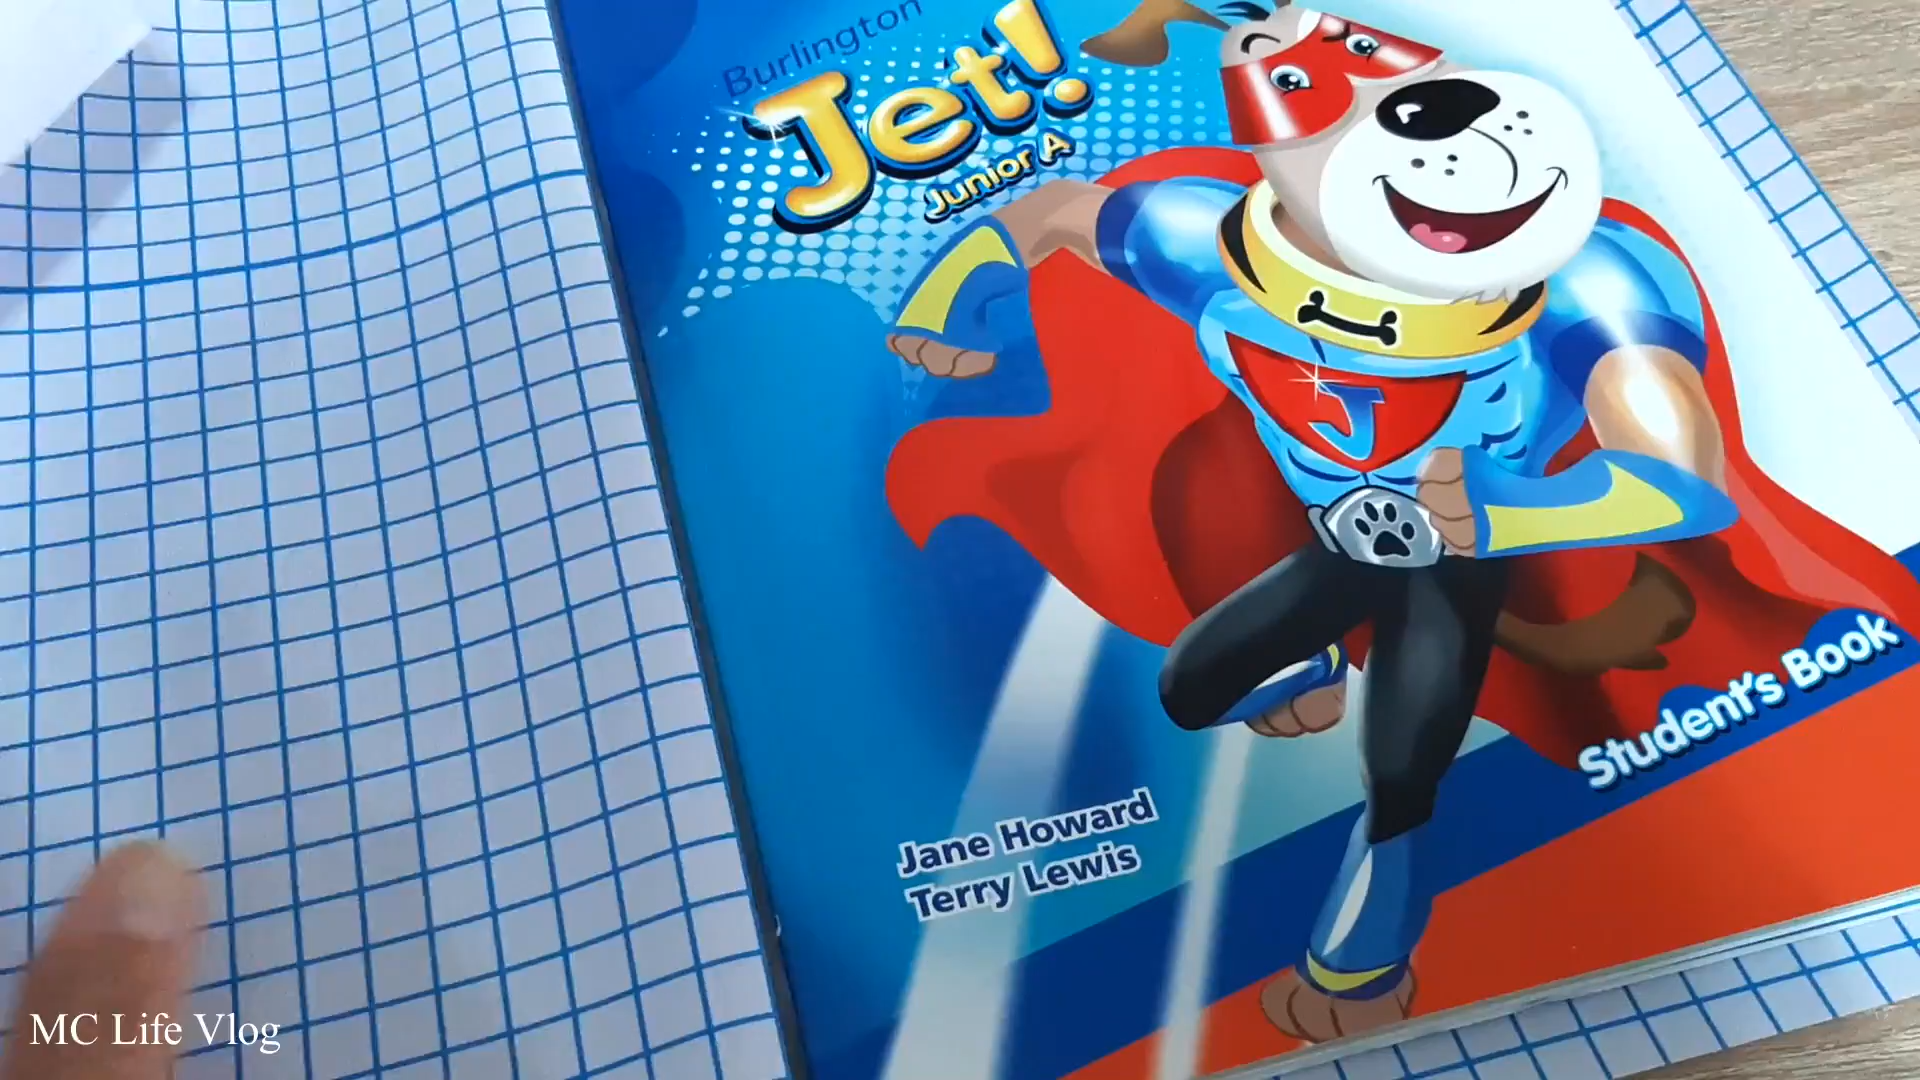 Burlington
Jet!
Junior A
J
Student's Book
Jane Howard
Terry Lewis
MC Life Vlog